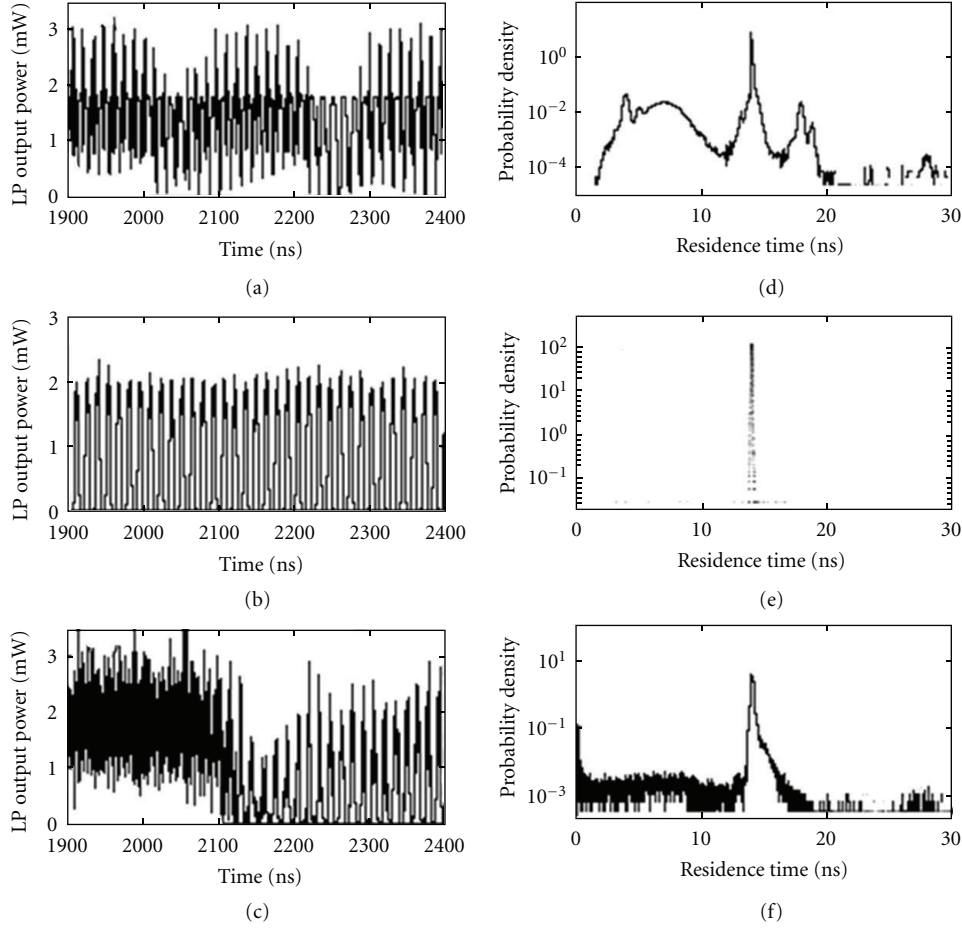 LP output power (mW)
3
2
1
0
1900 2000 2100 2200 2300 2400
Time (ns)
(a)
Probability density
10^0
10^−2
10^−4
0 10 20 30
Residence time (ns)
(d)
LP output power (mW)
3
2
1
0
1900 2000 2100 2200 2300 2400
Time (ns)
(b)
Probability density
10^2
10^1
10^0
10^−1
0 10 20 30
Residence time (ns)
(e)
LP output power (mW)
3
2
1
0
1900 2000 2100 2200 2300 2400
Time (ns)
(c)
Probability density
10^1
10^−1
10^−3
0 10 20 30
Residence time (ns)
(f)